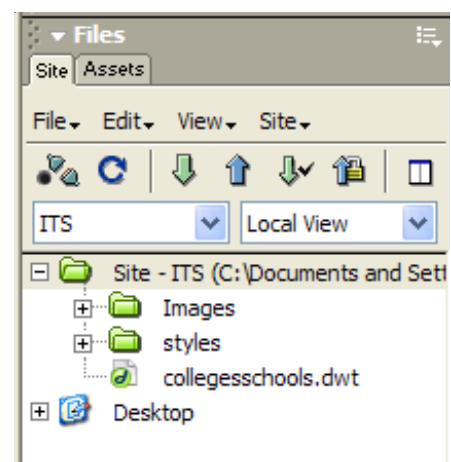 Files
Site Assets
File Edit View Site
ITS Local View
Site - ITS (C:\Documents and Sett
Images
styles
collegesschools.dwt
Desktop